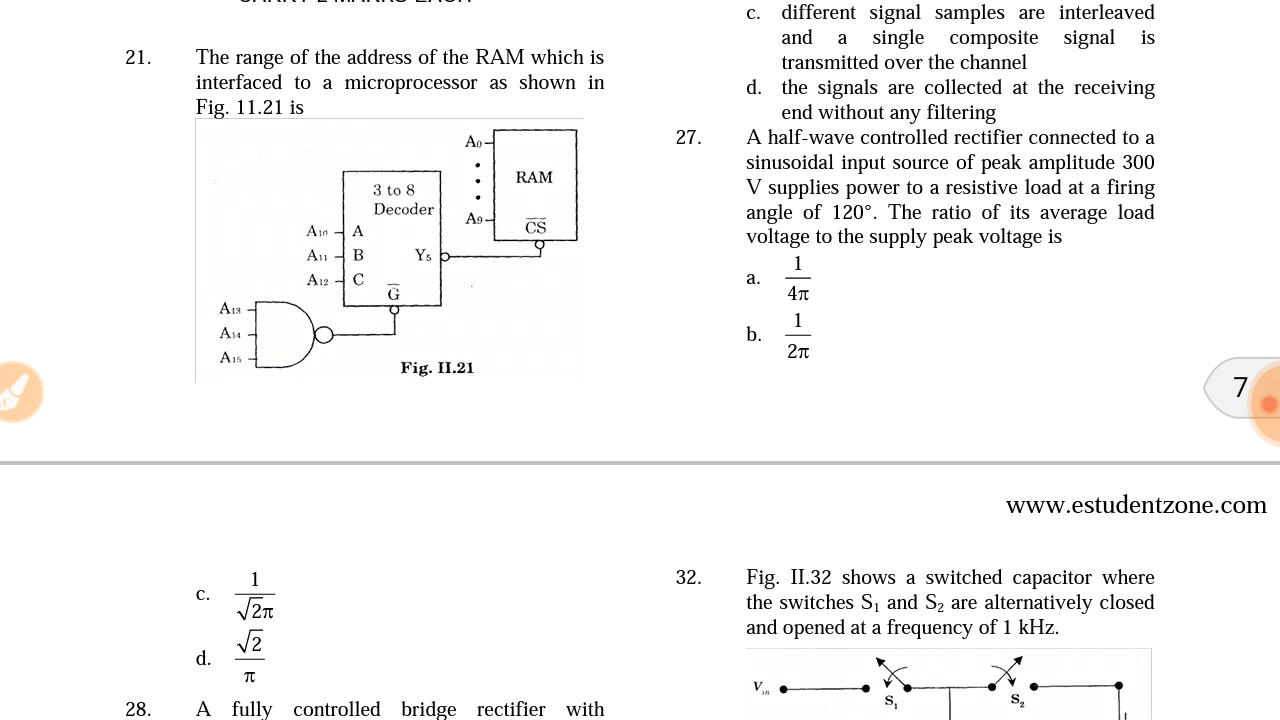 21. The range of the address of the RAM which is
interfaced to a microprocessor as shown in
Fig. 11.21 is
A0
RAM
3 to 8
Decoder
A9
CS
A10 A
A11 B Y5
A12 C
G
A13
A14
A15
Fig. II.21
c. different signal samples are interleaved
and a single composite signal is
transmitted over the channel
d. the signals are collected at the receiving
end without any filtering
27. A half-wave controlled rectifier connected to a
sinusoidal input source of peak amplitude 300
V supplies power to a resistive load at a firing
angle of 120°. The ratio of its average load
voltage to the supply peak voltage is
a. 1/4π
b. 1/2π
7
www.estudentzone.com
c. 1/√2π
d. √2/π
28. A fully controlled bridge rectifier with
32. Fig. II.32 shows a switched capacitor where
the switches S1 and S2 are alternatively closed
and opened at a frequency of 1 kHz.
Vin
S1
S2